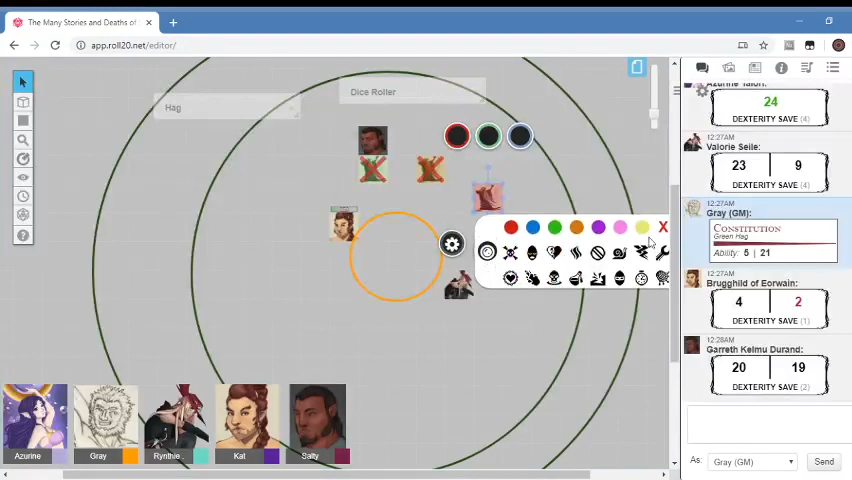 The Many Stories and Deaths of
app.roll20.net/editor/
Hag
Dice Roller
Azurine
Gray
Rynthie .
Kat
Salty
24
DEXTERITY SAVE (4)
12:27AM
Valorie Seile:
23 9
DEXTERITY SAVE (4)
12:27AM
Gray (GM):
CONSTITUTION
Green Hag
Ability: 5 | 21
12:27AM
Brugghild of Eorwain:
4 2
DEXTERITY SAVE (1)
12:28AM
Garreth Kelmu Durand:
20 19
DEXTERITY SAVE (2)
As: Gray (GM) Send